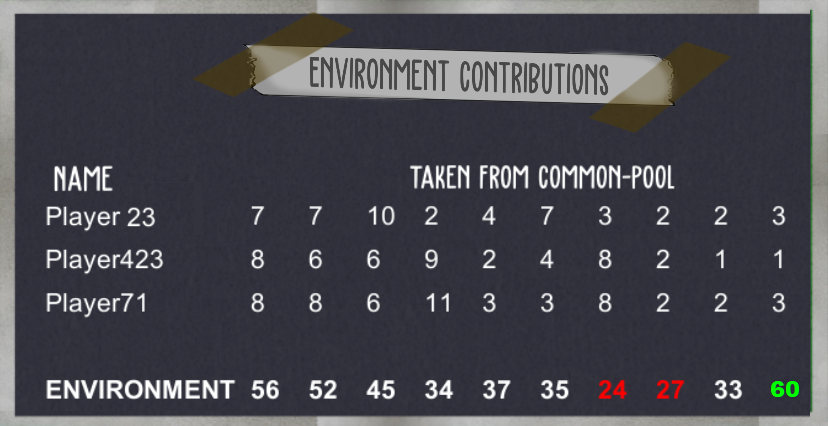 ENVIRONMENT CONTRIBUTIONS
NAME TAKEN FROM COMMON-POOL
Player 23 7 7 10 2 4 7 3 2 2 3
Player423 8 6 6 9 2 4 8 2 1 1
Player71 8 8 6 11 3 3 8 2 2 3
ENVIRONMENT 56 52 45 34 37 35 24 27 33 60